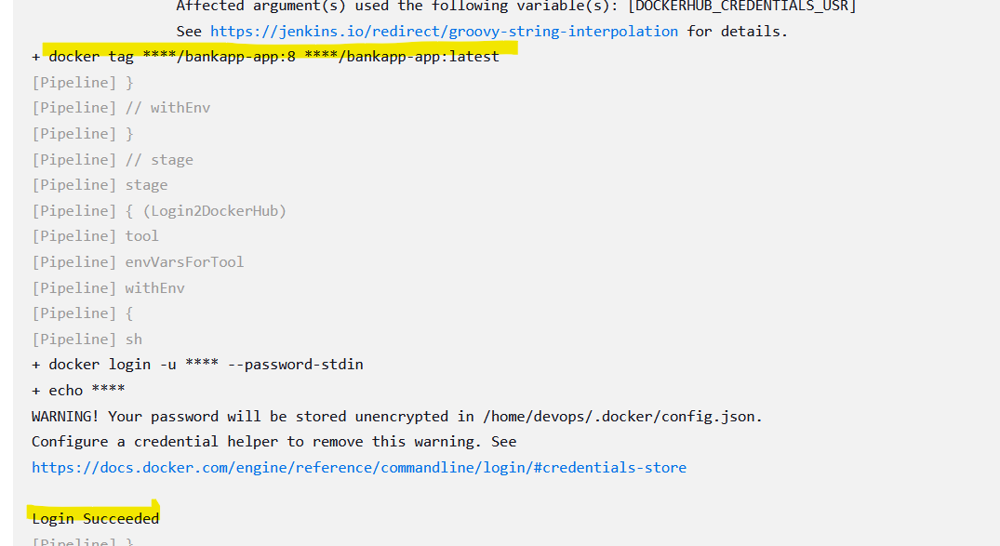 Affected argument(s) used the following variable(s): [DOCKERHUB_CREDENTIALS_USR]
See https://jenkins.io/redirect/groovy-string-interpolation for details.
+ docker tag ****/bankapp-app:8 ****/bankapp-app:latest
[Pipeline] }
[Pipeline] // withEnv
[Pipeline] }
[Pipeline] // stage
[Pipeline] stage
[Pipeline] { (Login2DockerHub)
[Pipeline] tool
[Pipeline] envVarsForTool
[Pipeline] withEnv
[Pipeline] {
[Pipeline] sh
+ docker login -u **** --password-stdin
+ echo ****
WARNING! Your password will be stored unencrypted in /home/devops/.docker/config.json.
Configure a credential helper to remove this warning. See
https://docs.docker.com/engine/reference/commandline/login/#credentials-store
Login Succeeded
[Pipeline] }